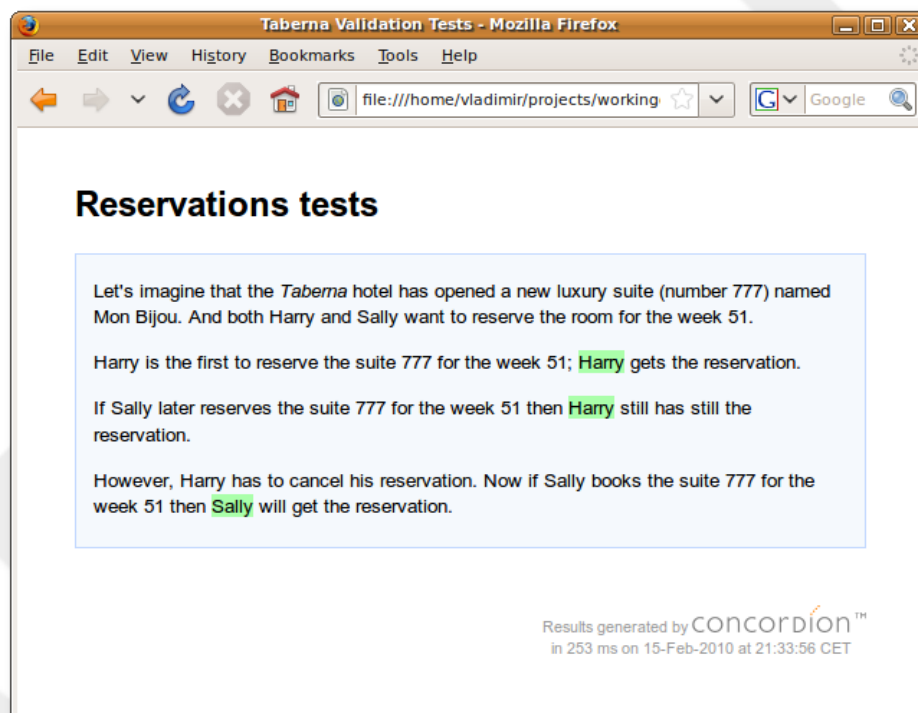 Taberna Validation Tests - Mozilla Firefox
File Edit View History Bookmarks Tools Help
file:///home/vladimir/projects/working Google
Reservations tests
Let's imagine that the Taberna hotel has opened a new luxury suite (number 777) named
Mon Bijou. And both Harry and Sally want to reserve the room for the week 51.
Harry is the first to reserve the suite 777 for the week 51; Harry gets the reservation.
If Sally later reserves the suite 777 for the week 51 then Harry still has still the
reservation.
However, Harry has to cancel his reservation. Now if Sally books the suite 777 for the
week 51 then Sally will get the reservation.
Results generated by concordion™
in 253 ms on 15-Feb-2010 at 21:33:56 CET